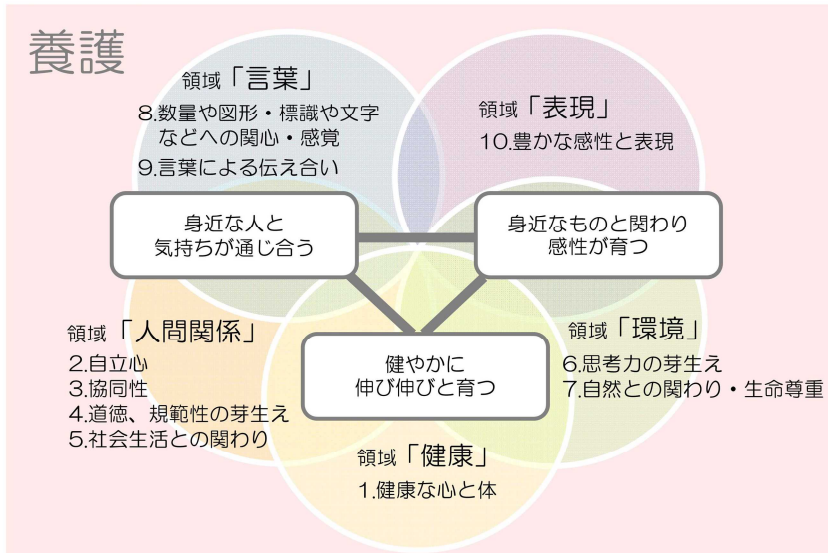 養護
領域「言葉」
8.数量や図形・標識や文字
などへの関心・感覚
9.言葉による伝え合い
領域「表現」
10.豊かな感性と表現
身近な人と
気持ちが通じ合う
身近なものと関わり
感性が育つ
領域「人間関係」
2.自立心
3.協同性
4.道徳、規範性の芽生え
5.社会生活との関わり
健やかに
伸び伸びと育つ
領域「環境」
6.思考力の芽生え
7.自然との関わり・生命尊重
領域「健康」
1.健康な心と体